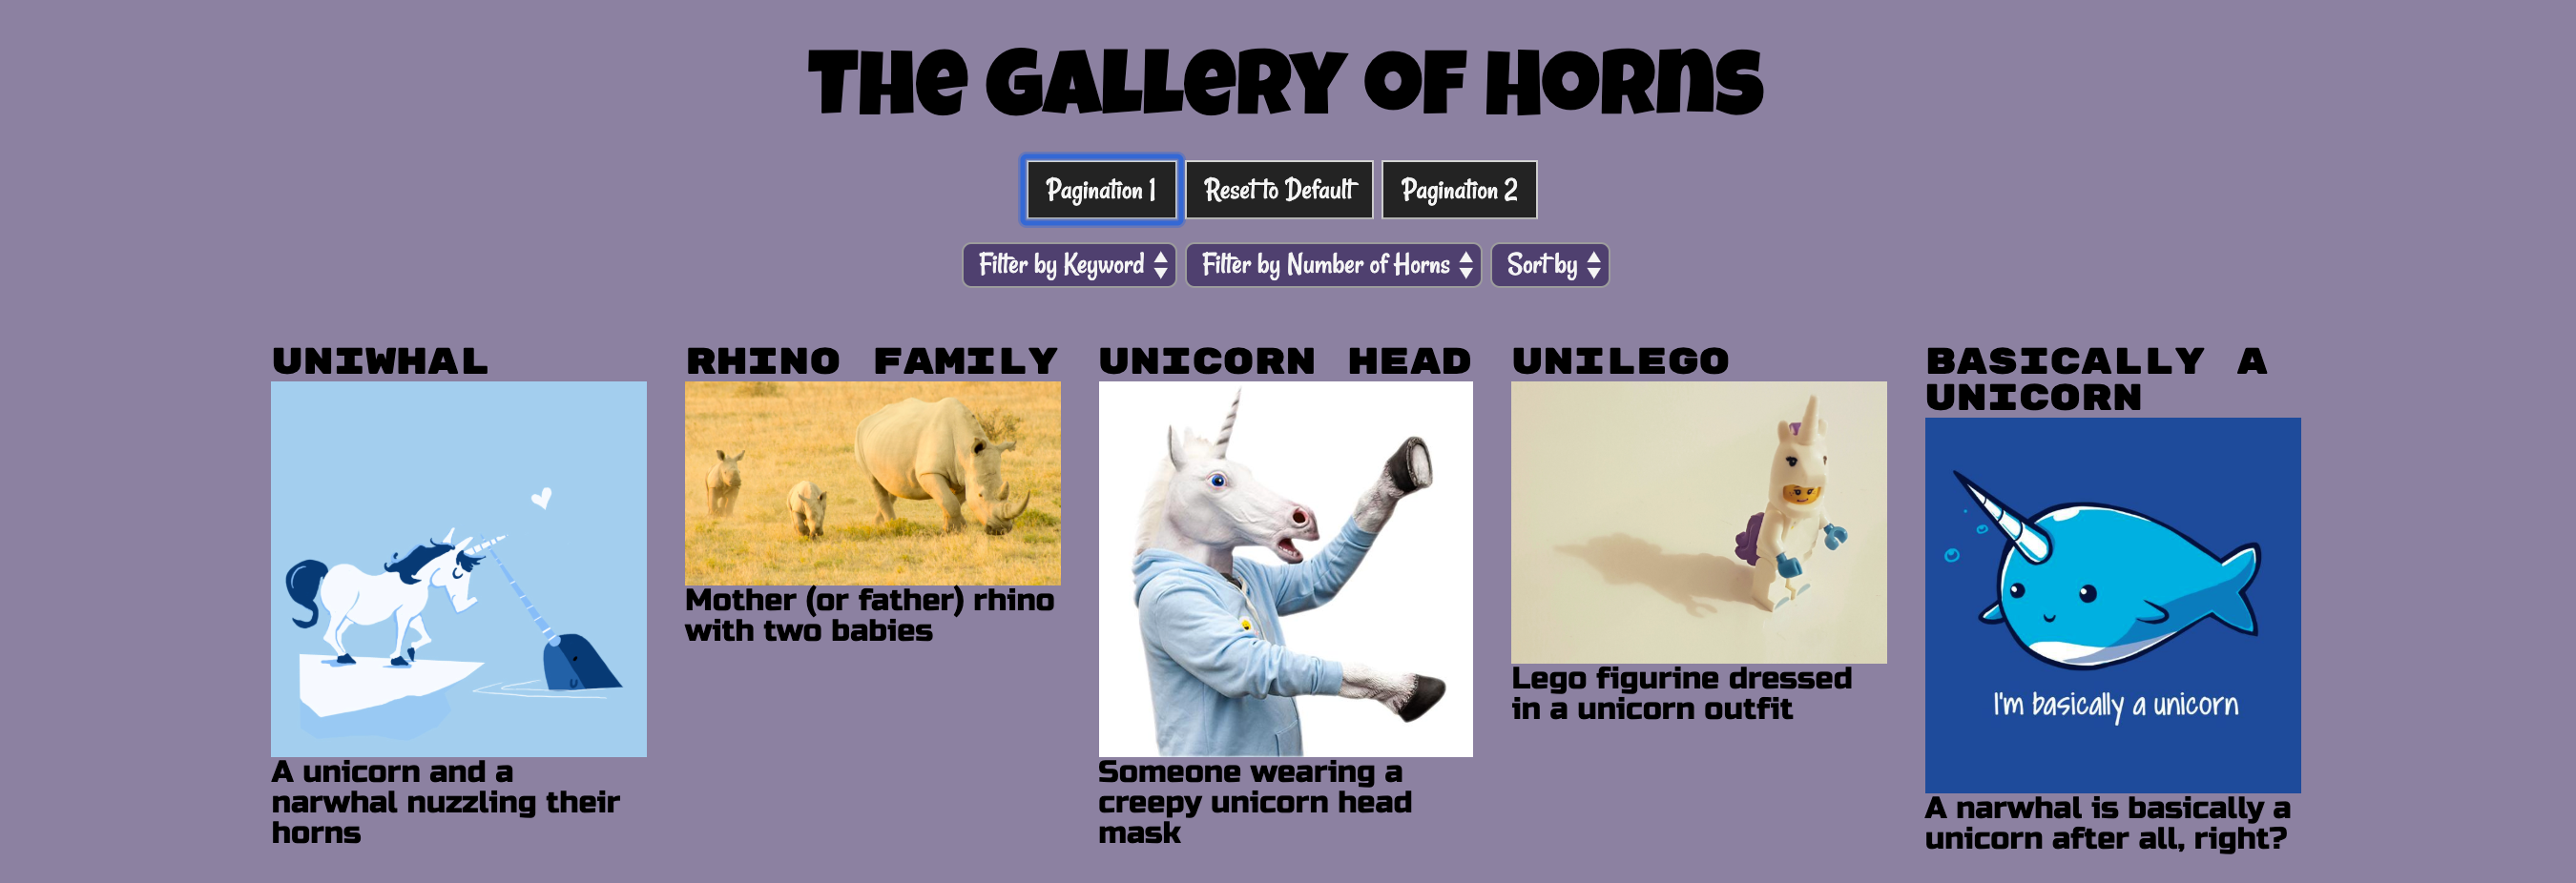 THE GALLERY OF HORNS
Pagination 1
Reset to Default
Pagination 2
Filter by Keyword
Filter by Number of Horns
Sort by
UNIWHAL
A unicorn and a
narwhal nuzzling their
horns
RHINO FAMILY
Mother (or father) rhino
with two babies
UNICORN HEAD
Someone wearing a
creepy unicorn head
mask
UNILEGO
Lego figurine dressed
in a unicorn outfit
BASICALLY A
UNICORN
I'm basically a unicorn
A narwhal is basically a
unicorn after all, right?